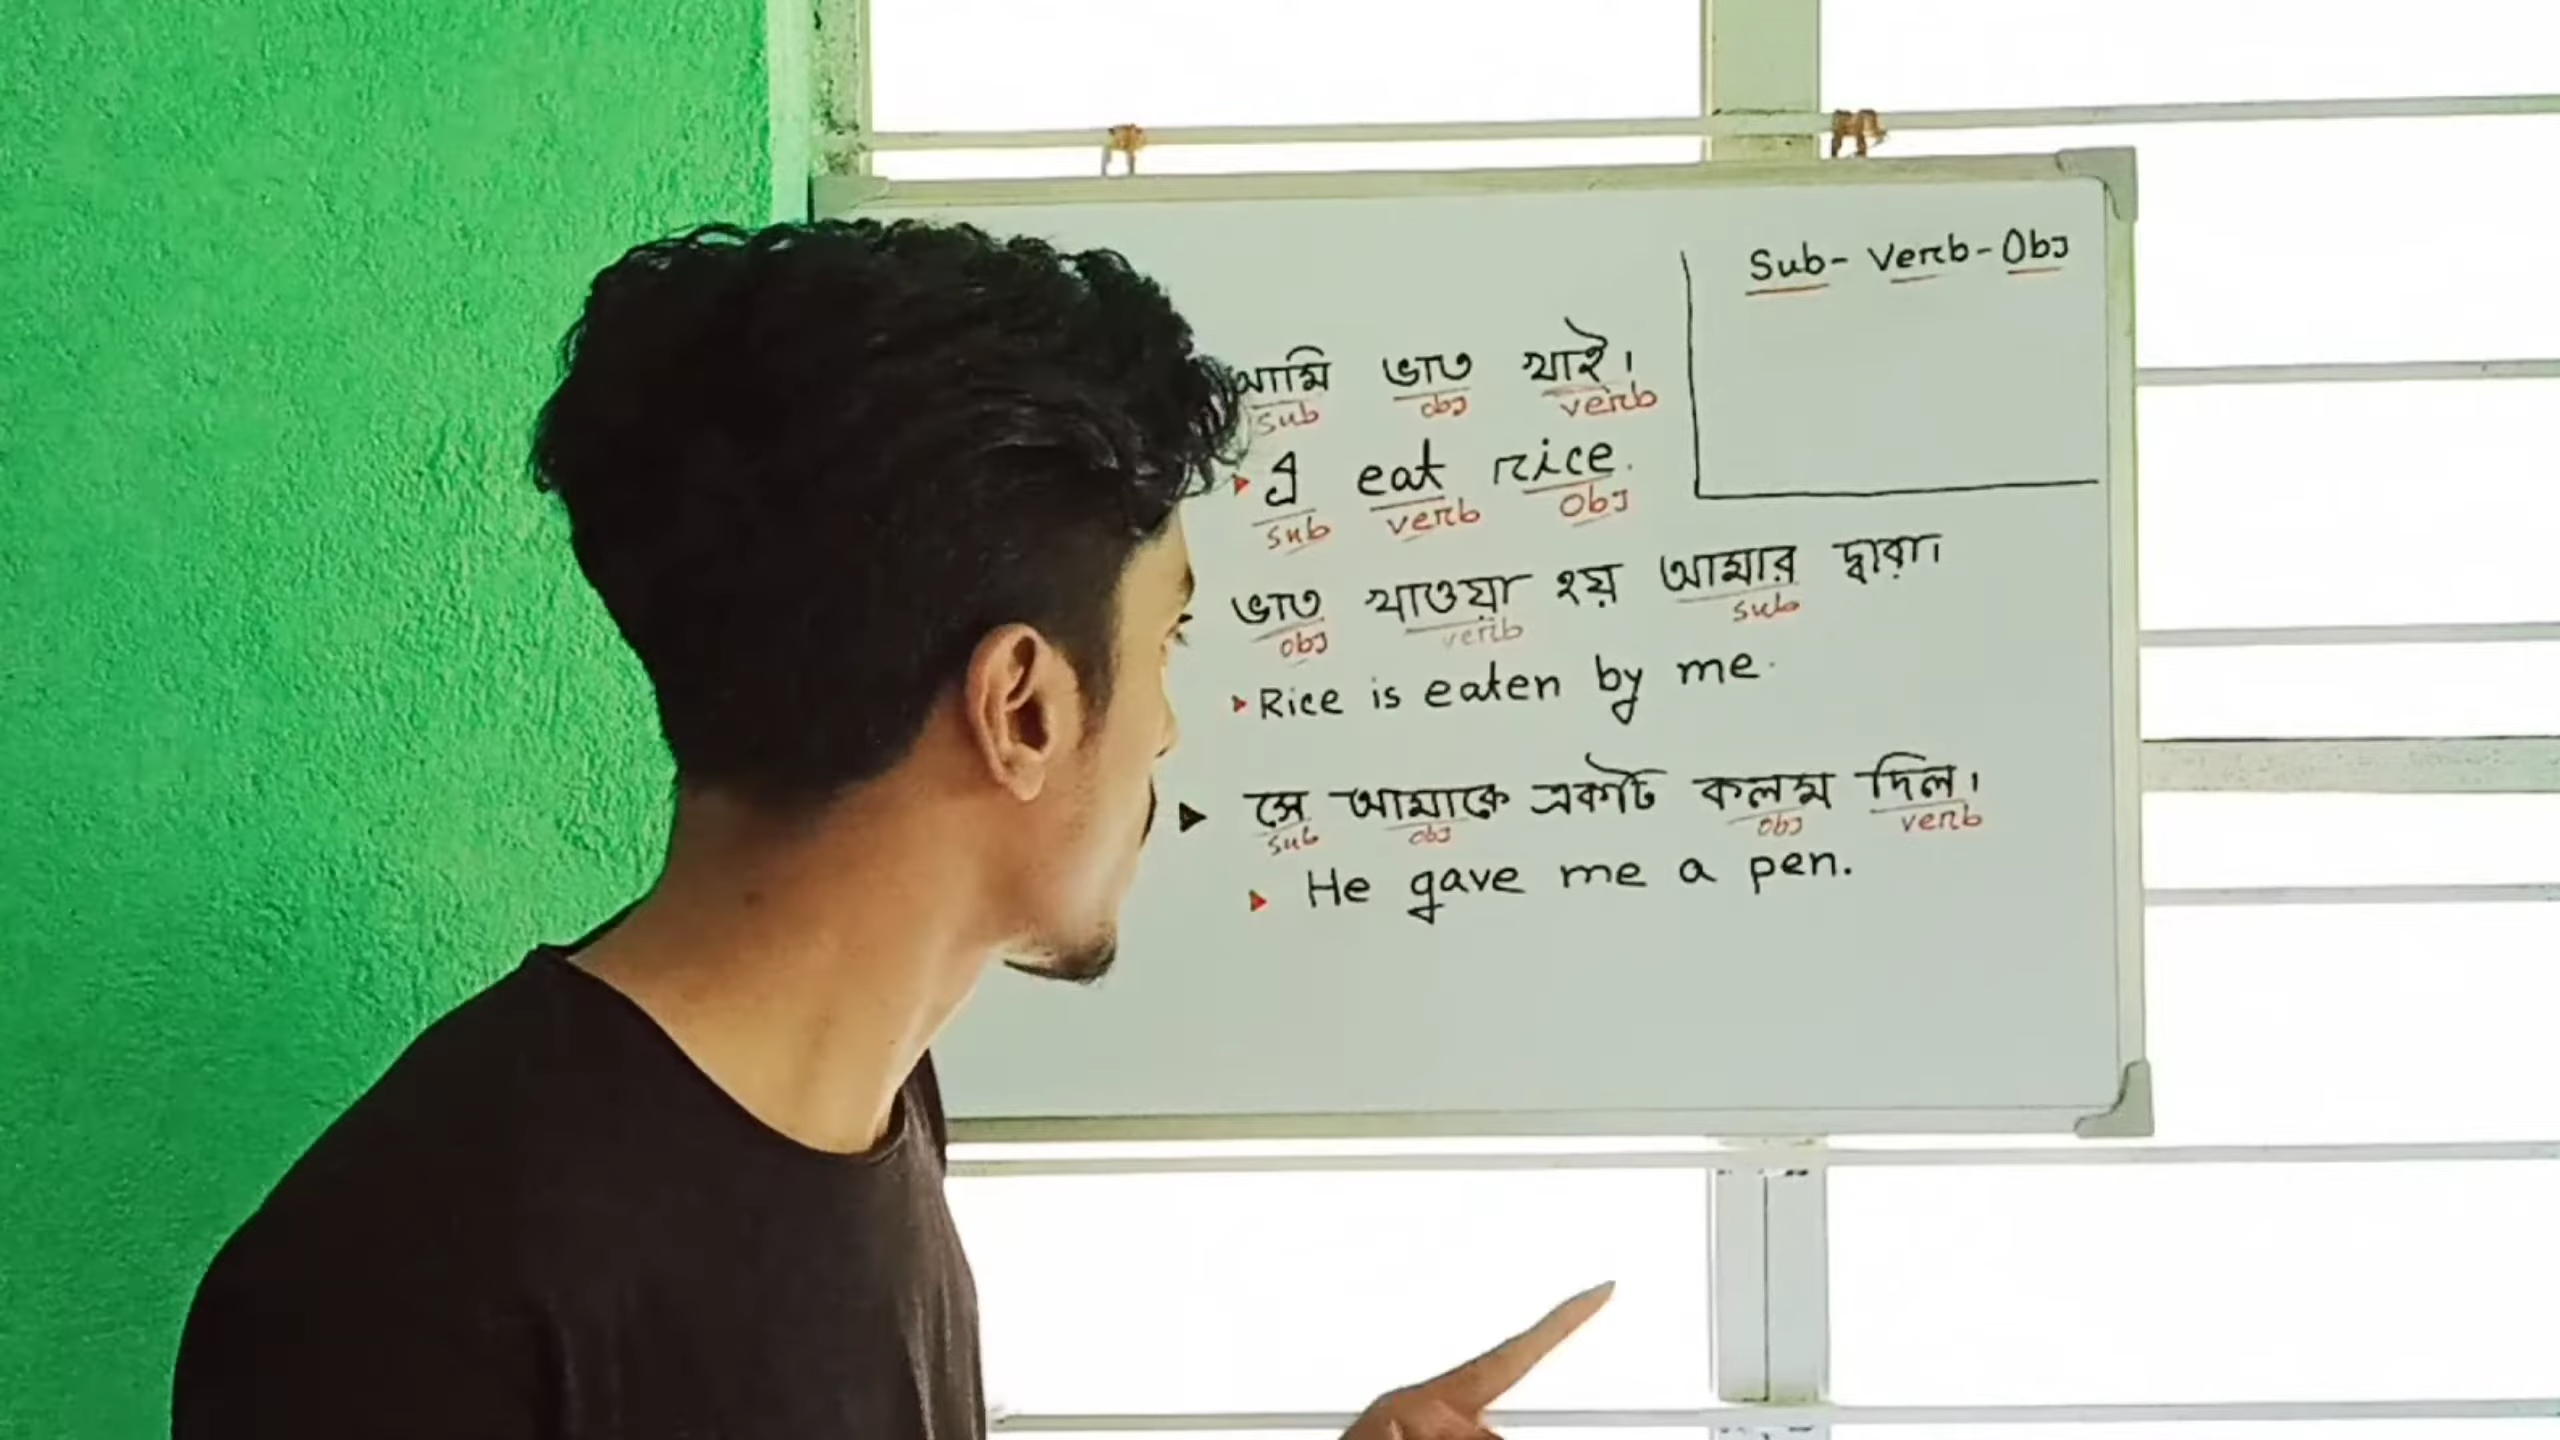 Sub- Verb- Obj
আমি ভাত খাই।
sub obj verb
I eat rice.
sub verb Obj
ভাত খাওয়া হয় আমার দ্বারা।
obj verb sub
Rice is eaten by me.
সে আমাকে একটি কলম দিল।
sub obj obj verb
He gave me a pen.